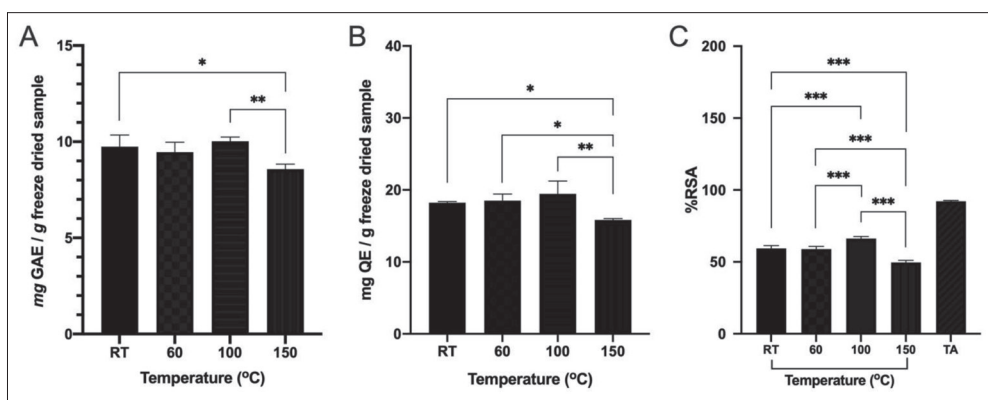 A
mg GAE / g freeze dried sample
15
10
5
0
*
**
RT 60 100 150
Temperature (ºC)
B
mg QE / g freeze dried sample
40
30
20
10
0
*
*
**
RT 60 100 150
Temperature (ºC)
C
%RSA
200
150
100
50
0
***
***
***
***
***
RT 60 100 150 TA
Temperature (ºC)